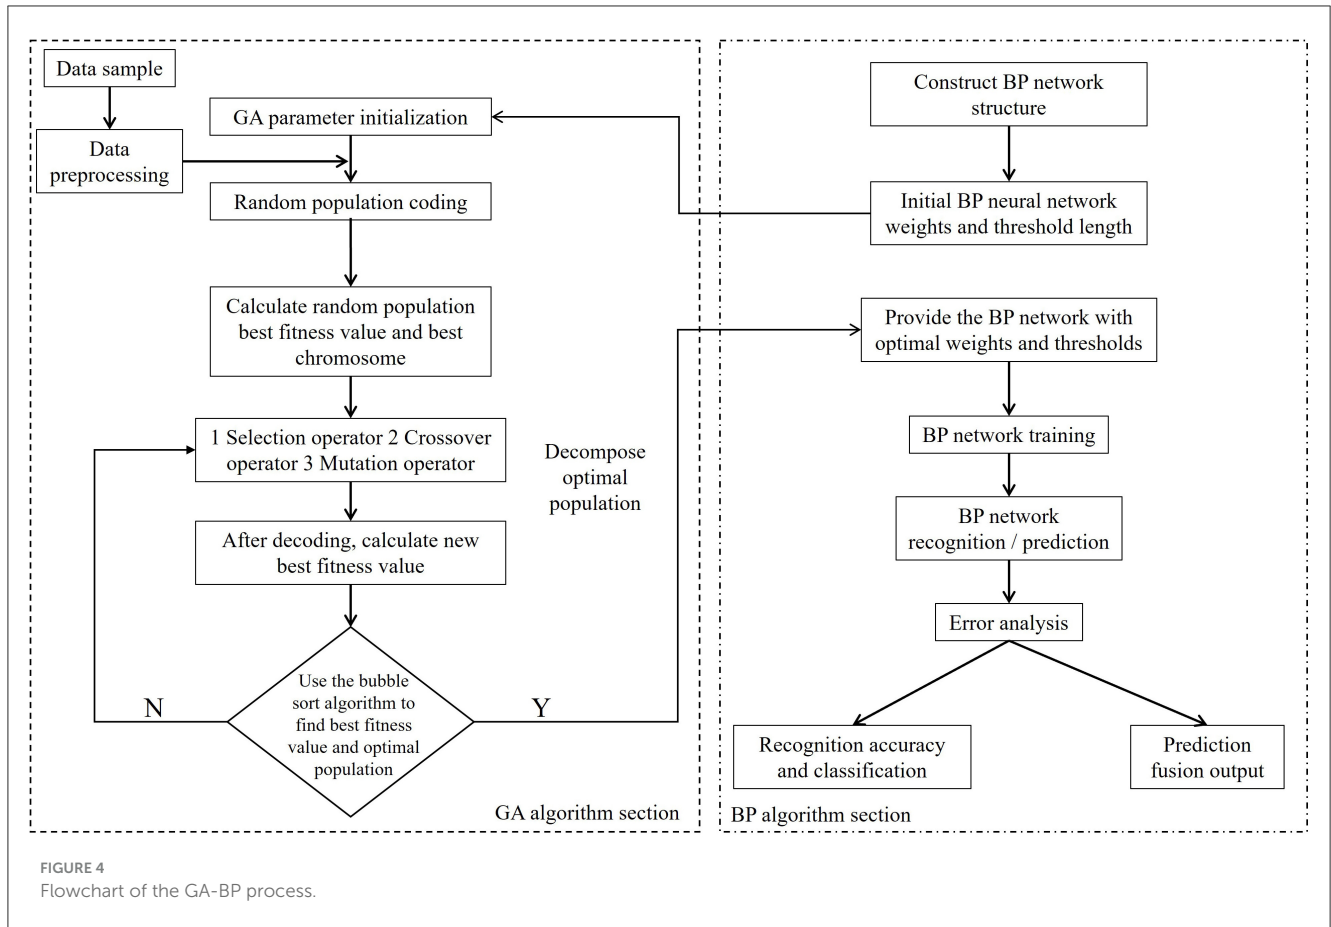 Data sample
Data
preprocessing
GA parameter initialization
Random population coding
Calculate random population
best fitness value and best
chromosome
1 Selection operator 2 Crossover
operator 3 Mutation operator
After decoding, calculate new
best fitness value
Use the bubble
sort algorithm to
find best fitness
value and optimal
population
N
Y
Decompose
optimal
population
GA algorithm section
Construct BP network
structure
Initial BP neural network
weights and threshold length
Provide the BP network with
optimal weights and thresholds
BP network training
BP network
recognition / prediction
Error analysis
Recognition accuracy
and classification
Prediction
fusion output
BP algorithm section
FIGURE 4
Flowchart of the GA-BP process.